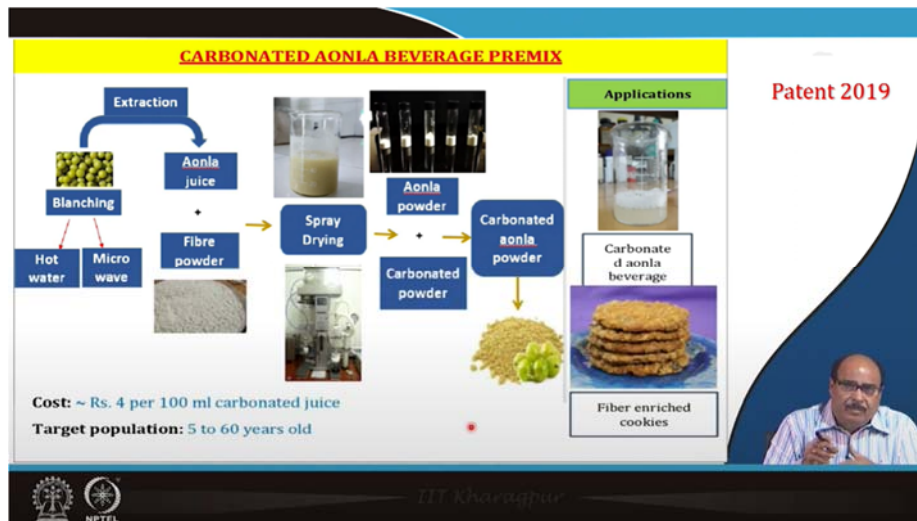 CARBONATED AONLA BEVERAGE PREMIX
Patent 2019
Extraction
Blanching
Hot
water
Micro
wave
Aonla
juice
+
Fibre
powder
Spray
Drying
Aonla
powder
+
Carbonated
powder
Carbonated
aonla
powder
Applications
Carbonate
d aonla
beverage
Fiber enriched
cookies
Cost: ~ Rs. 4 per 100 ml carbonated juice
Target population: 5 to 60 years old
NPTEL
IIT Kharagpur